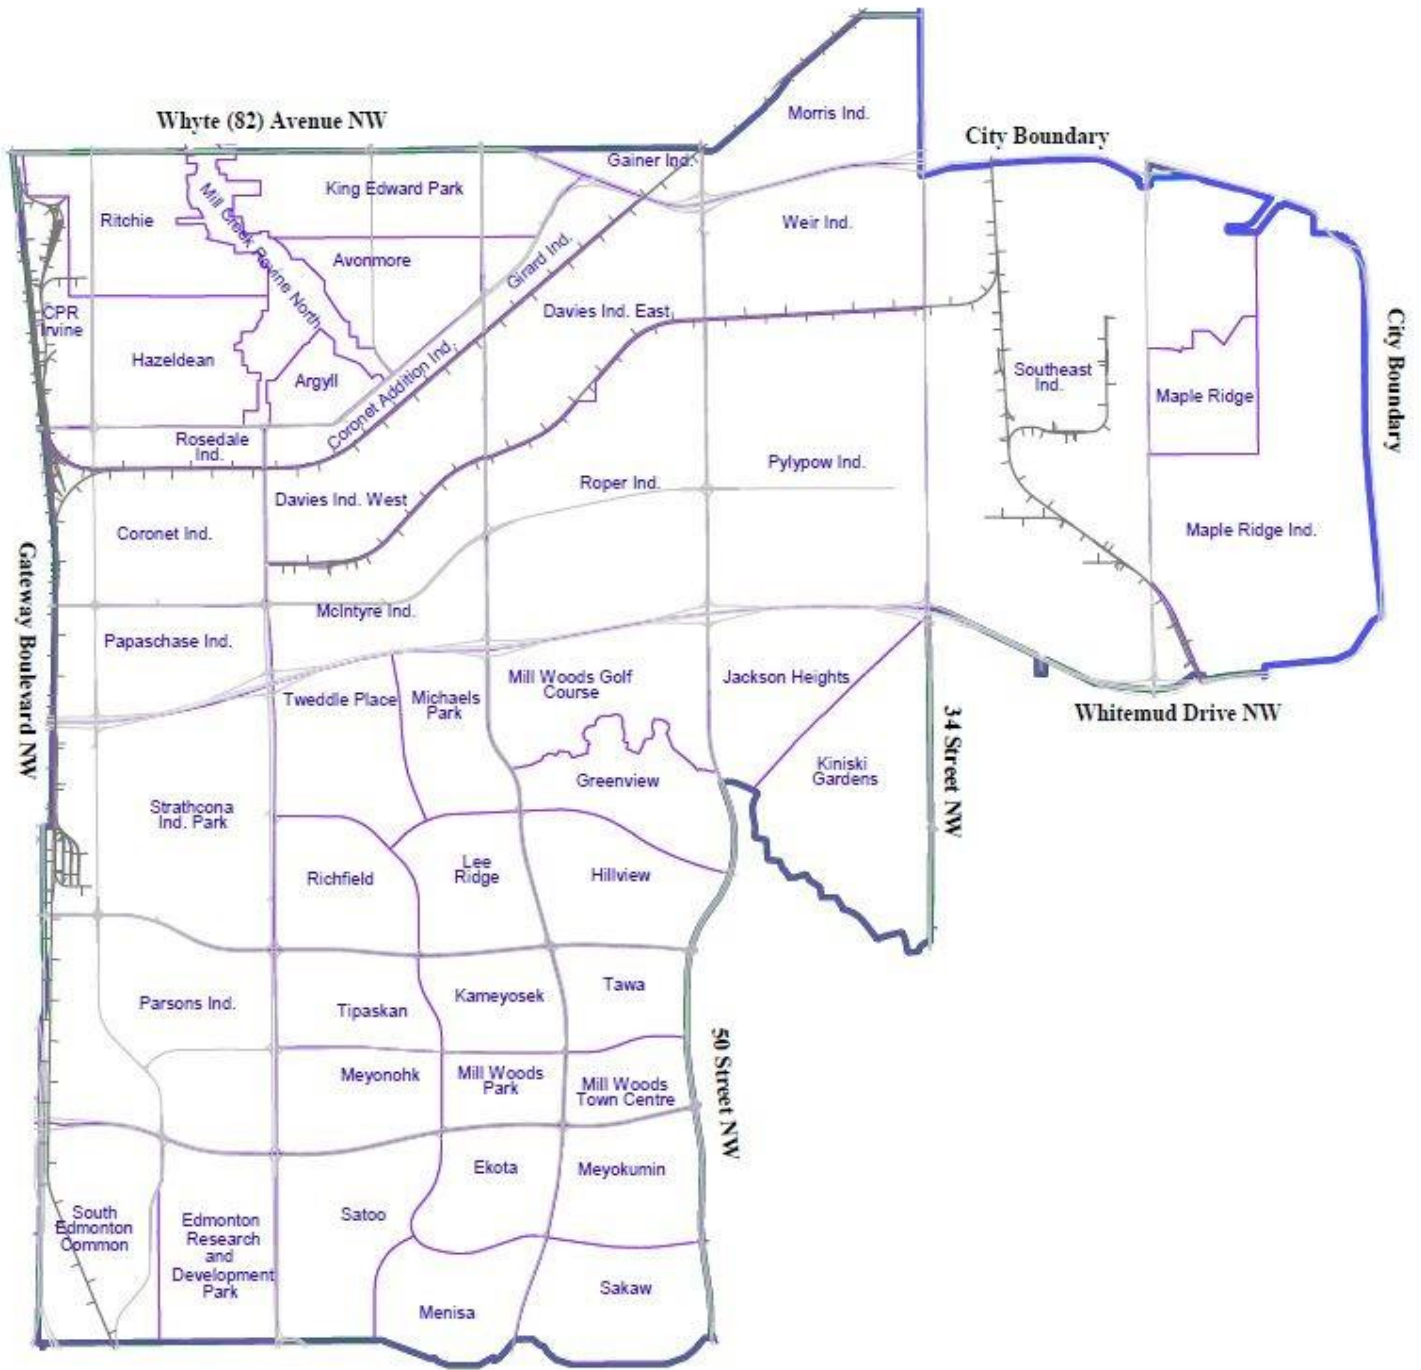 Whyte (82) Avenue NW
Morris Ind.
City Boundary
Gainer Ind.
King Edward Park
Ritchie
Mill Creek Ravine North
Weir Ind.
Avonmore
Girard Ind.
Davies Ind. East
CPR
Irvine
City Boundary
Hazeldean
Argyll
Coronet Addition Ind.
Southeast
Ind.
Maple Ridge
Rosedale
Ind.
Pylypow Ind.
Roper Ind.
Davies Ind. West
Coronet Ind.
Maple Ridge Ind.
Gateway Boulevard NW
McIntyre Ind.
Papaschase Ind.
Tweddle Place
Michaels
Park
Mill Woods Golf
Course
Jackson Heights
Whitemud Drive NW
34 Street NW
Kiniski
Gardens
Greenview
Strathcona
Ind. Park
Richfield
Lee
Ridge
Hillview
Parsons Ind.
Tipaskan
Kameyosek
Tawa
50 Street NW
Meyonohk
Mill Woods
Park
Mill Woods
Town Centre
Ekota
Meyokumin
South
Edmonton
Common
Edmonton
Research
and
Development
Park
Satoo
Menisa
Sakaw